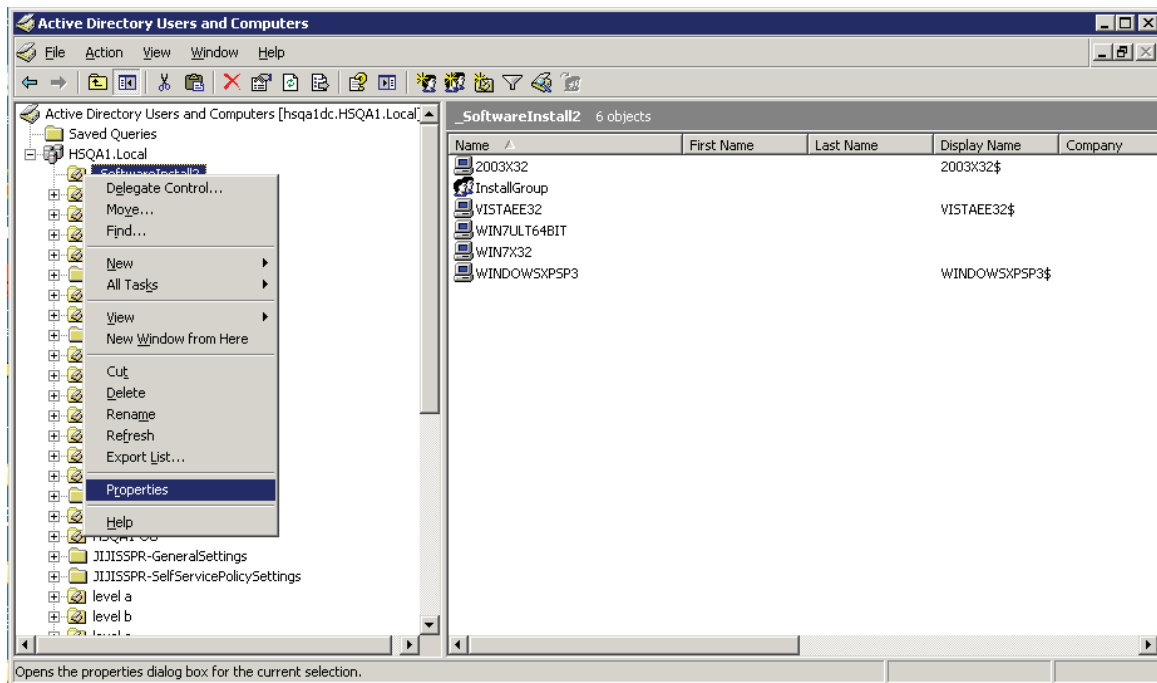 Active Directory Users and Computers
File Action View Window Help
Active Directory Users and Computers [hsqa1dc.HSQA1.Local]
Saved Queries
HSQA1.Local
_SoftwareInstall2
Delegate Control...
Move...
Find...
New
All Tasks
View
New Window from Here
Cut
Delete
Rename
Refresh
Export List...
Properties
Help
HSQA1-OU
JIJISSPR-GeneralSettings
JIJISSPR-SelfServicePolicySettings
level a
level b
_SoftwareInstall2 6 objects
Name First Name Last Name Display Name Company
2003X32 2003X32$
InstallGroup
VISTAEE32 VISTAEE32$
WIN7ULT64BIT
WIN7X32
WINDOWSXPSP3 WINDOWSXPSP3$
Opens the properties dialog box for the current selection.